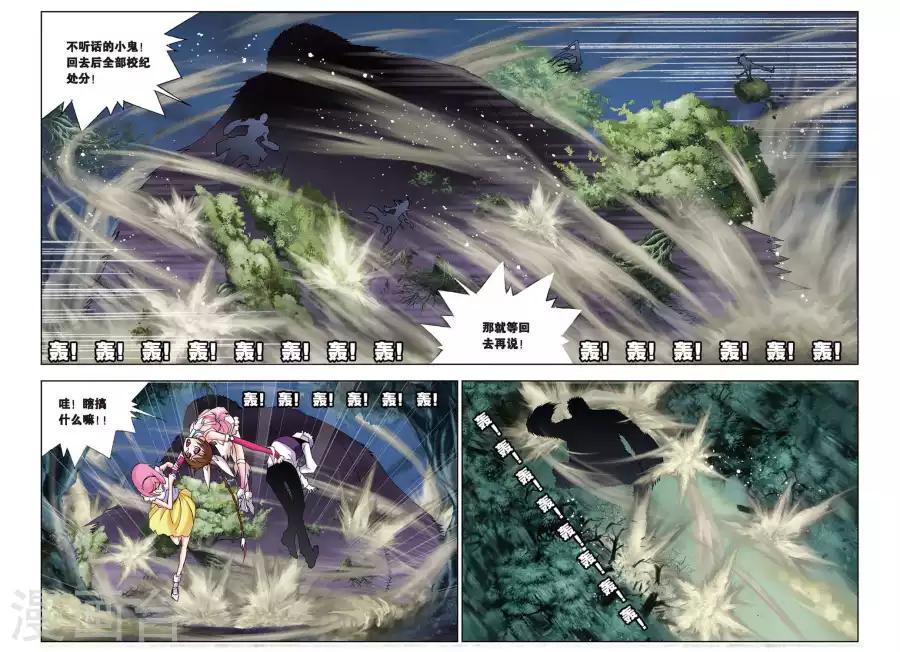 不听话的小鬼！
回去后全部校纪
处分！
那就等回
去再说！
轰！轰！轰！轰！轰！轰！轰！轰！
轰！轰！轰！轰！轰！轰！
哇！瞎搞
什么嘛！！
轰！轰！轰！轰！轰！轰！
轰！轰！轰！轰！轰！轰！轰！轰！
漫画台